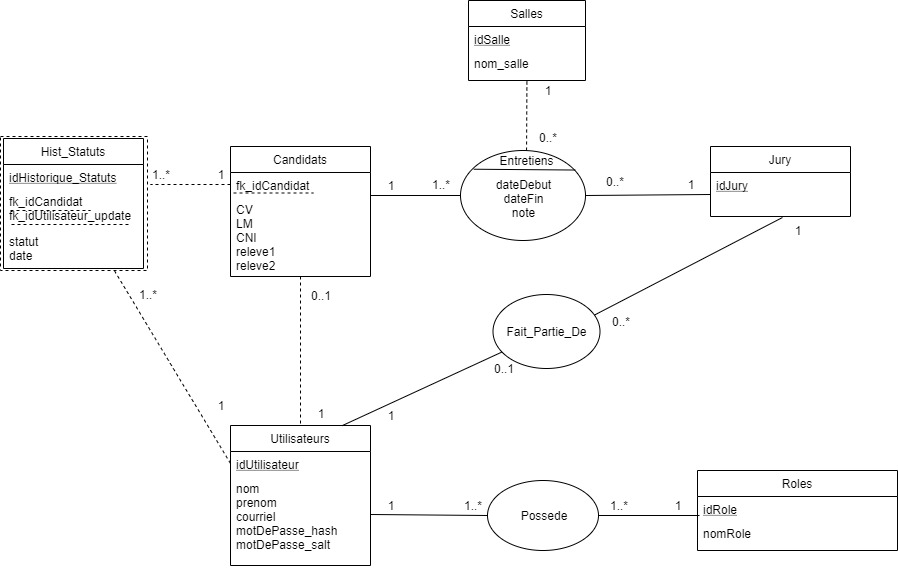 Salles
idSalle
nom_salle
1
0..*
Hist_Statuts
idHistorique_Statuts
fk_idCandidat
fk_idUtilisateur_update
statut
date
1..*
1
Candidats
fk_idCandidat
CV
LM
CNI
releve1
releve2
1
1..*
Entretiens
dateDebut
dateFin
note
0..*
1
Jury
idJury
1
0..1
1..*
0..*
Fait_Partie_De
0..1
1
1
1
Utilisateurs
idUtilisateur
nom
prenom
courriel
motDePasse_hash
motDePasse_salt
1
1..*
Possede
1..*
1
Roles
idRole
nomRole